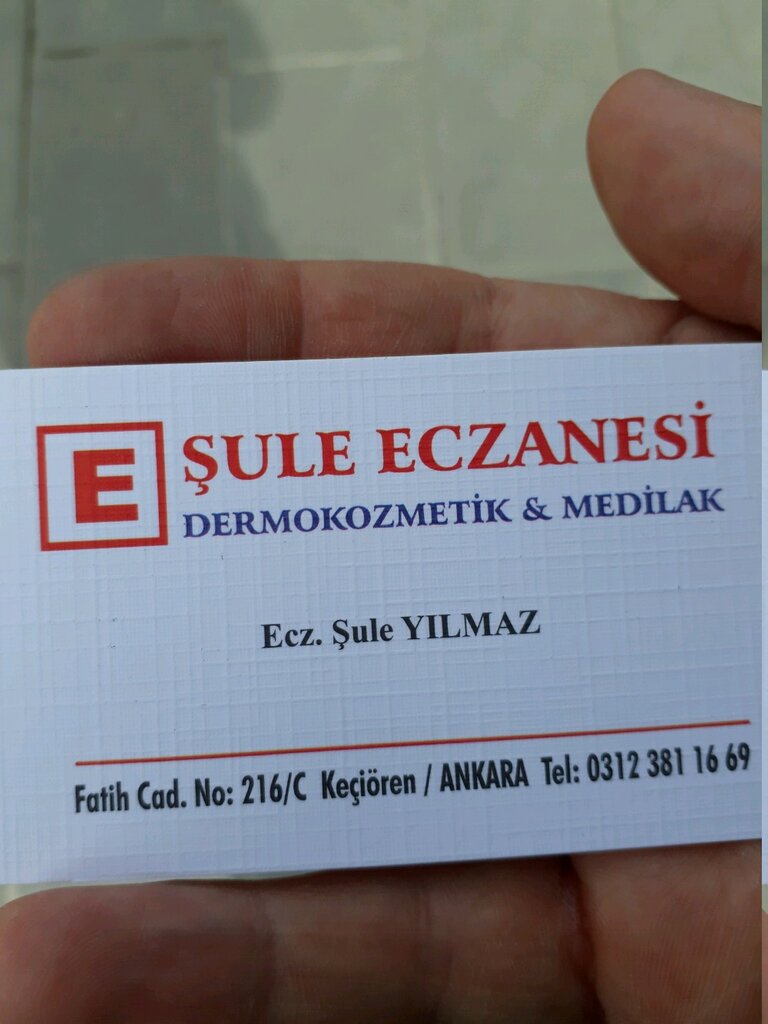 E
ŞULE ECZANESİ
DERMOKOZMETİK & MEDİLAK
Ecz. Şule YILMAZ
Fatih Cad. No: 216/C Keçiören / ANKARA Tel: 0312 381 16 69